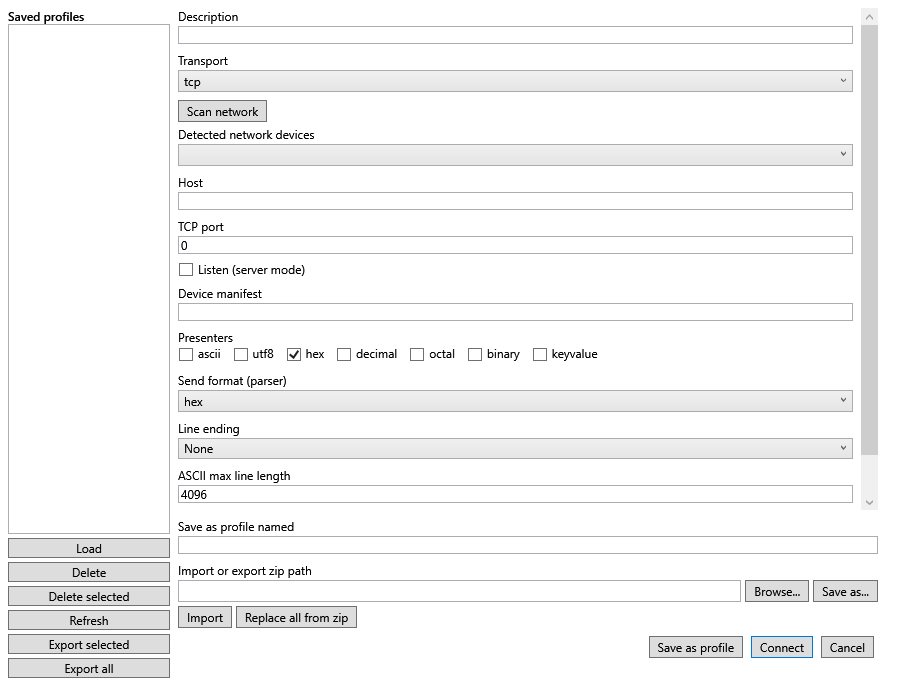 Saved profiles
Load
Delete
Delete selected
Refresh
Export selected
Export all
Description
Transport
tcp
Scan network
Detected network devices
Host
TCP port
0
Listen (server mode)
Device manifest
Presenters
ascii utf8 hex decimal octal binary keyvalue
Send format (parser)
hex
Line ending
None
ASCII max line length
4096
Save as profile named
Import or export zip path
Browse... Save as...
Import Replace all from zip
Save as profile Connect Cancel